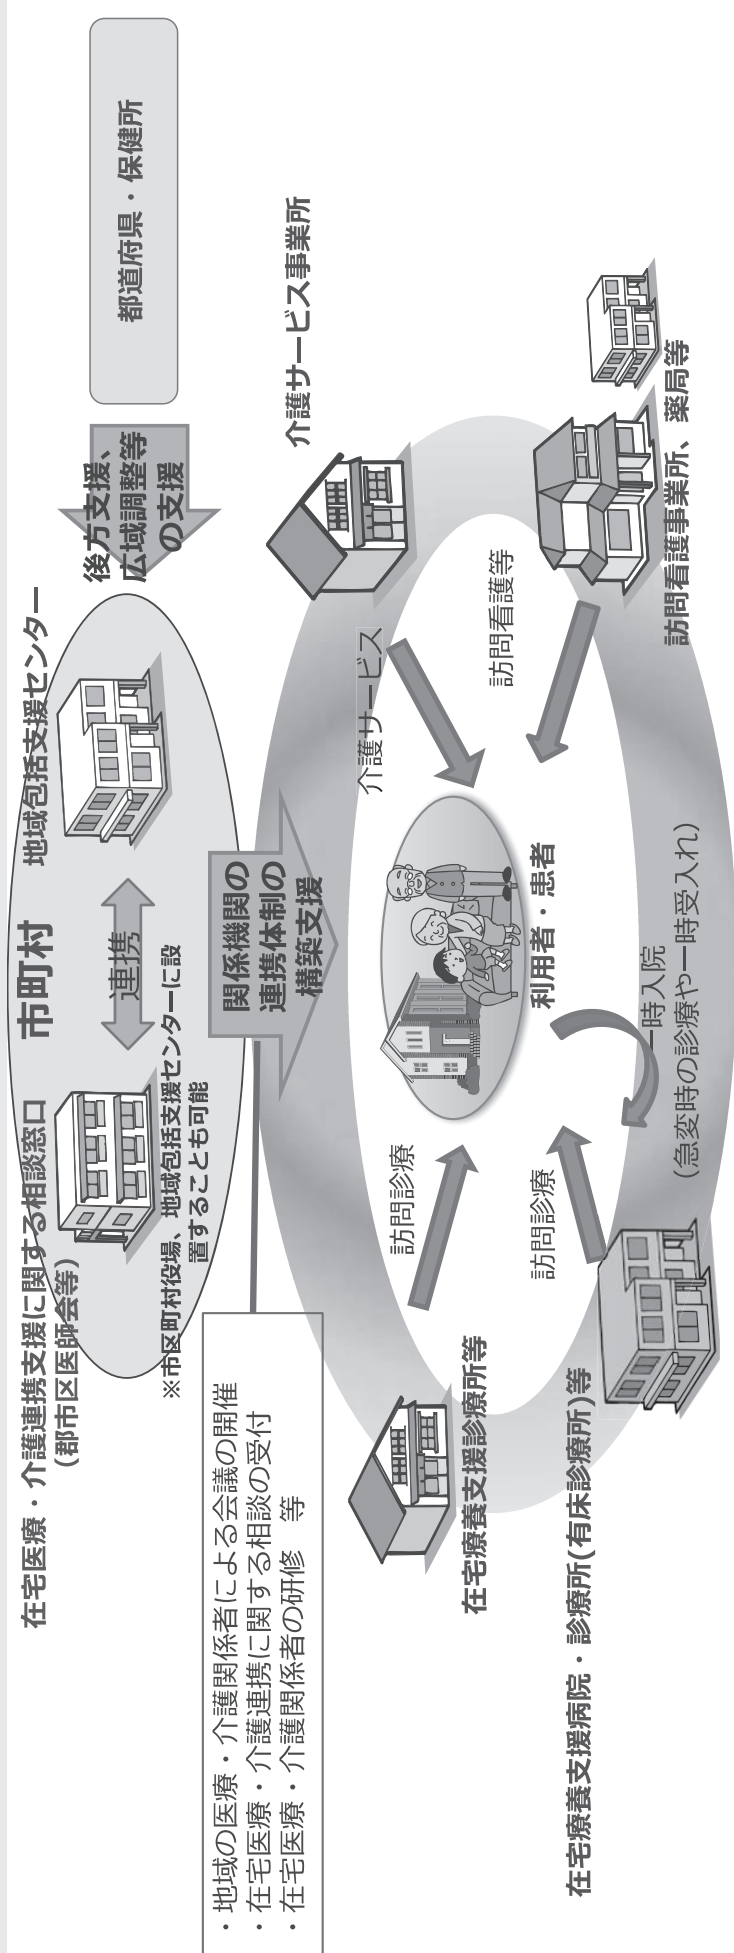 市町村
在宅医療・介護連携支援に関する相談窓口
(郡市区医師会等)
連携
地域包括支援センター
※市区町村役場、地域包括支援センターに設
置することも可能
後方支援、
広域調整等
の支援
都道府県・保健所
・地域の医療・介護関係者による会議の開催
・在宅医療・介護連携に関する相談の受付
・在宅医療・介護関係者の研修　等
関係機関の
連携体制の
構築支援
介護サービス事業所
在宅療養支援診療所等
訪問診療
介護サービス
利用者・患者
訪問看護等
訪問診療
在宅療養支援病院・診療所(有床診療所)等
一時入院
(急変時の診療や一時受入れ)
訪問看護事業所、薬局等